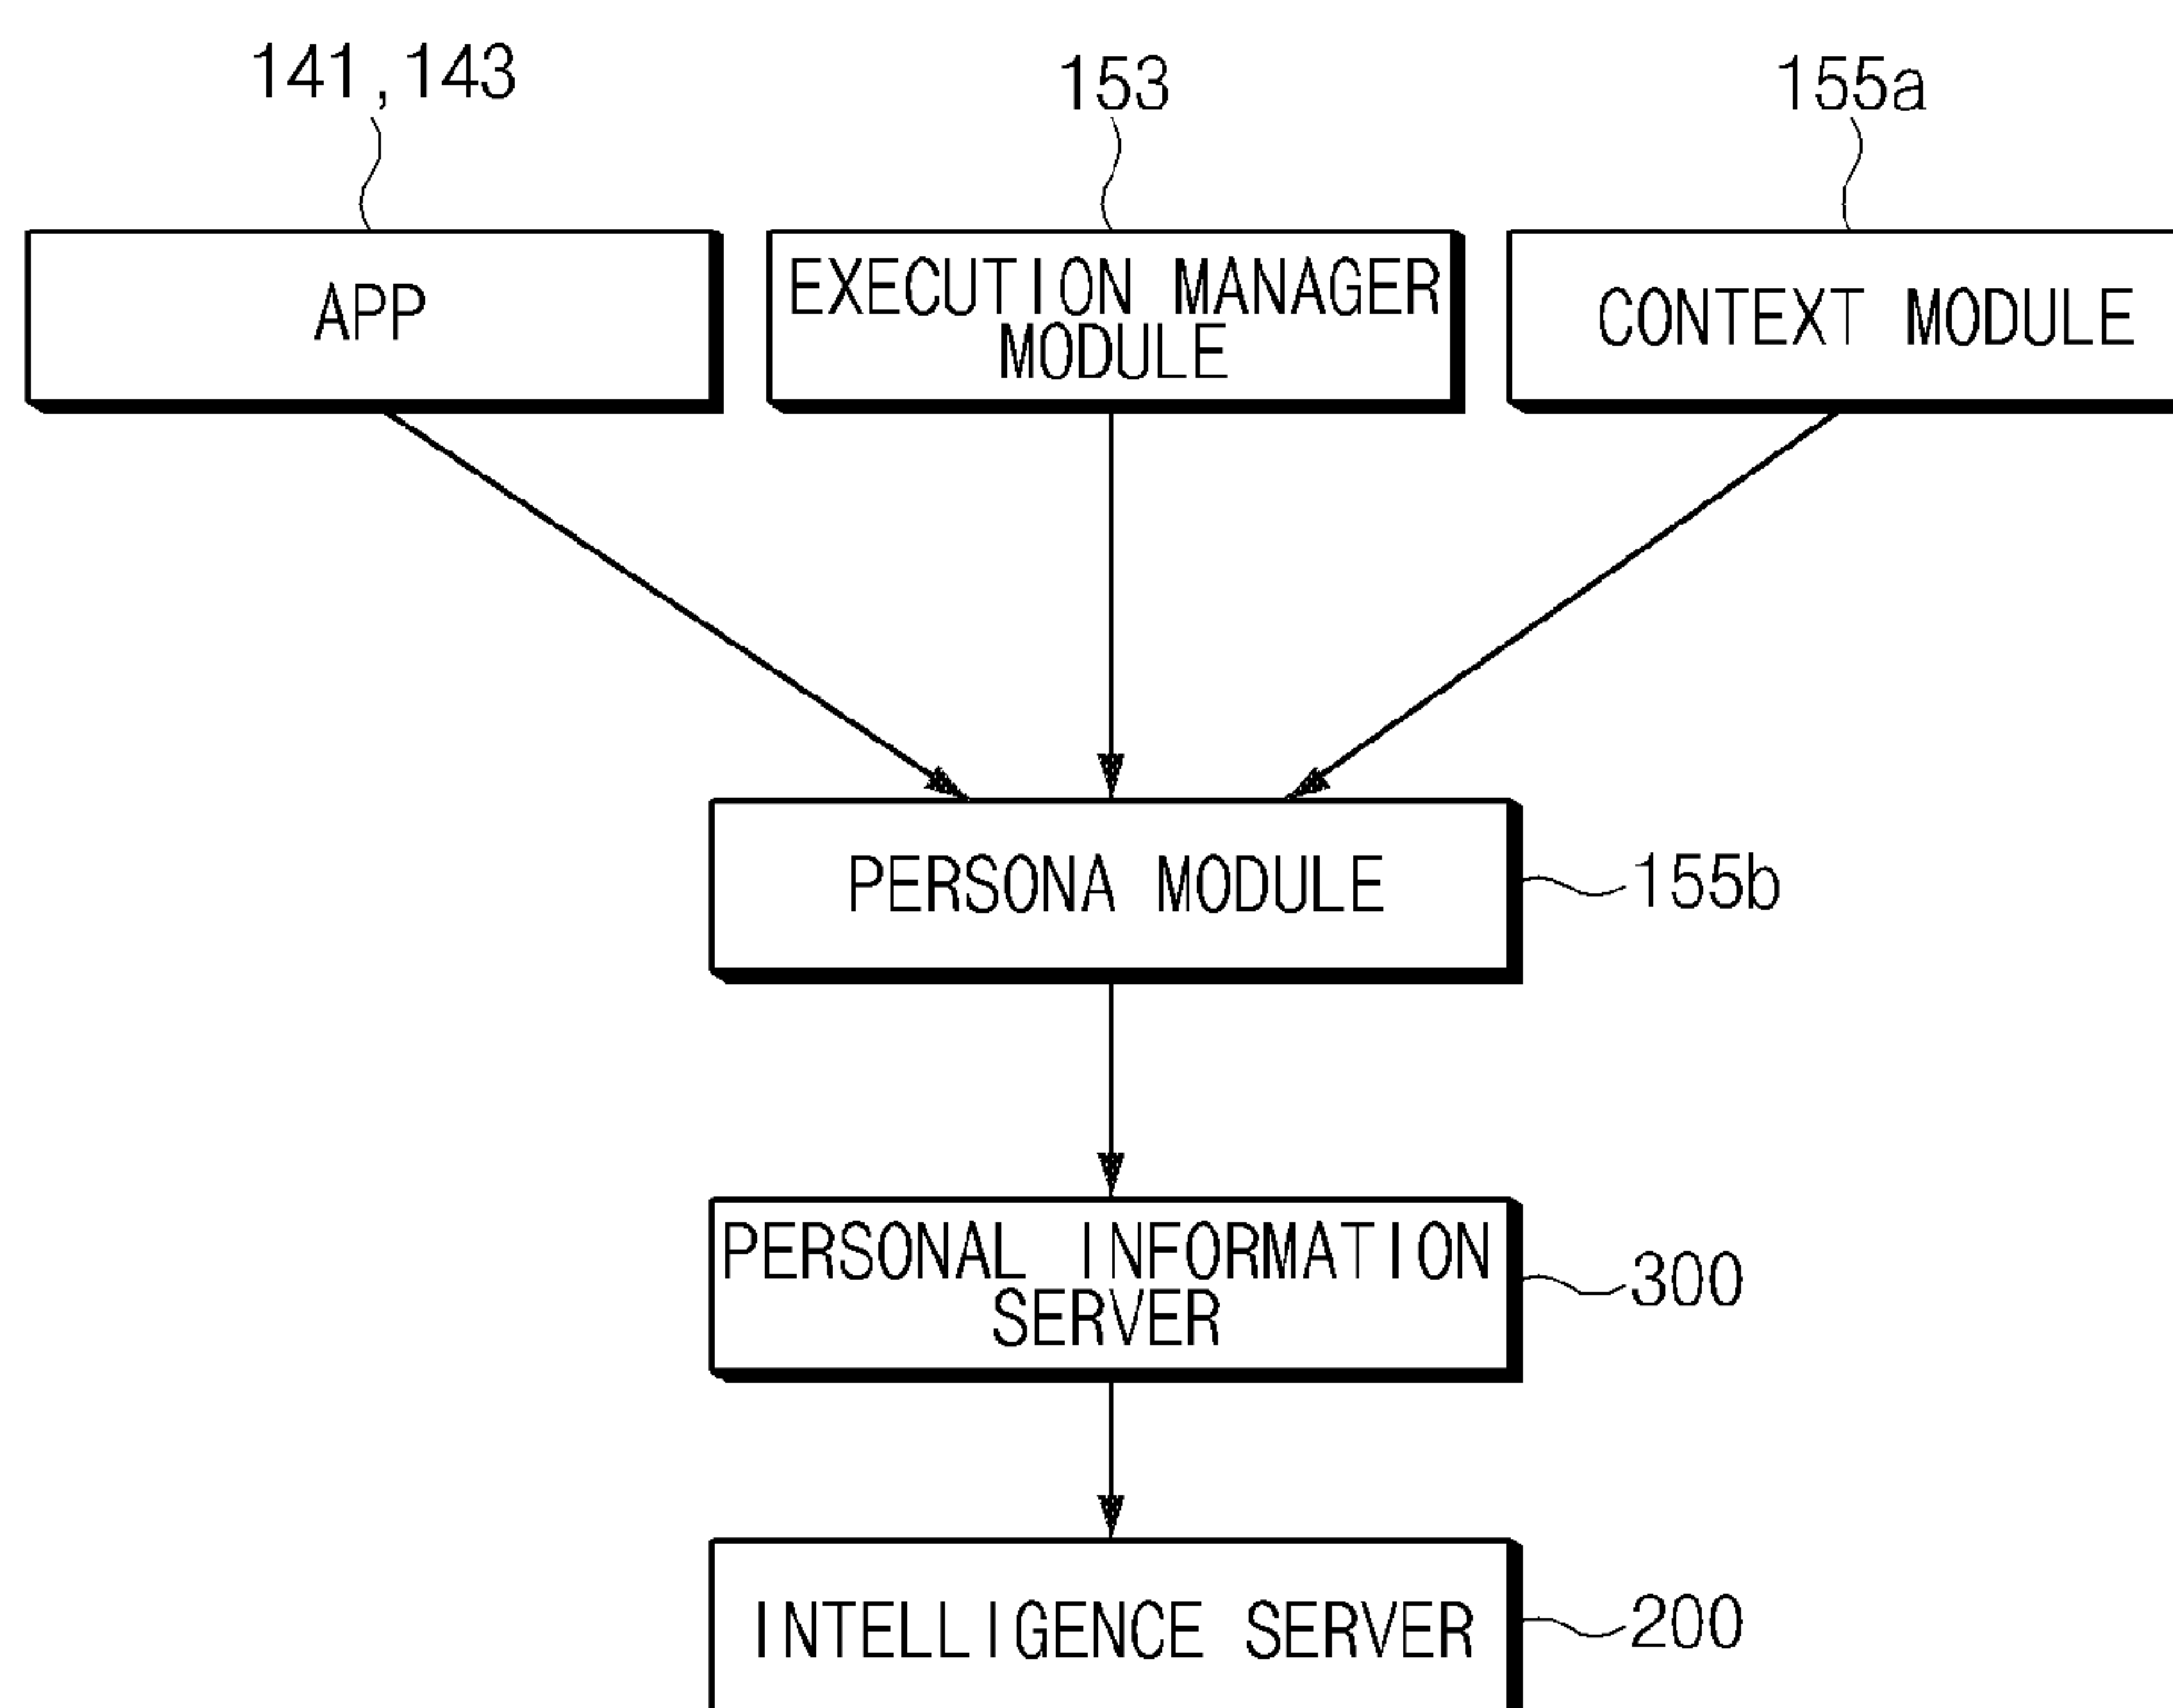 141, 143
153
155a
APP
EXECUTION MANAGER
MODULE
CONTEXT MODULE
PERSONA MODULE
155b
PERSONAL INFORMATION
SERVER
300
INTELLIGENCE SERVER
200